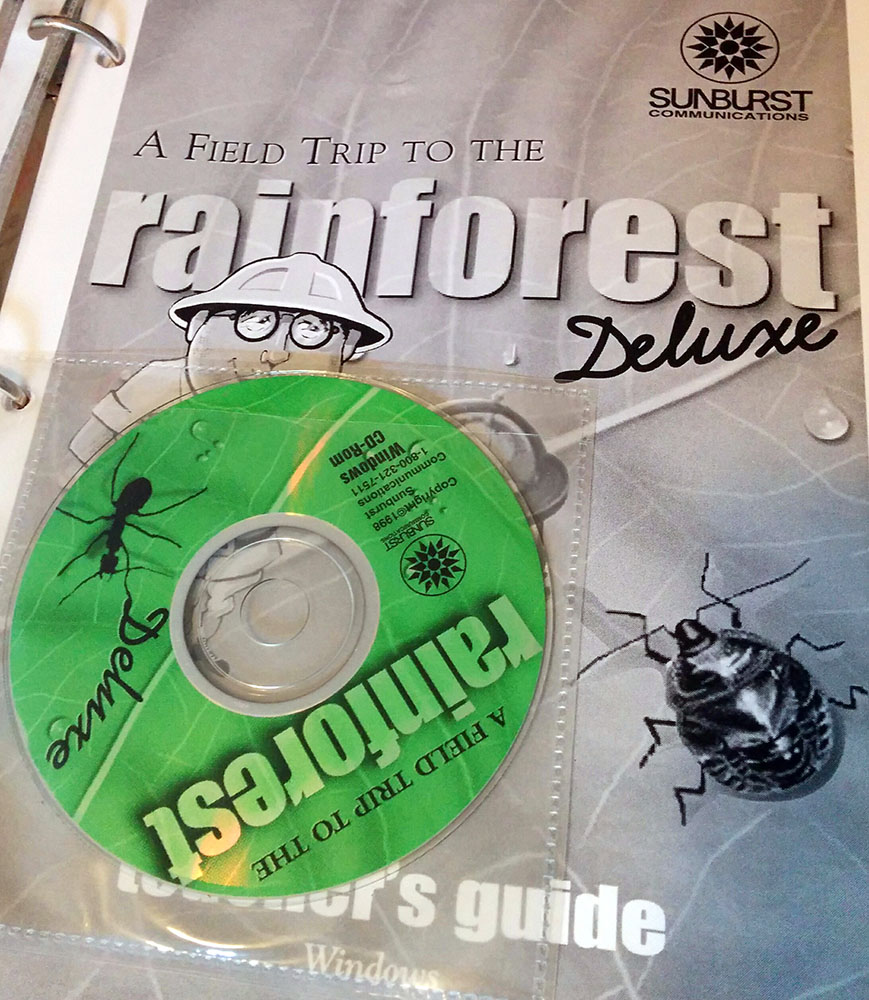 SUNBURST
COMMUNICATIONS
A FIELD TRIP TO THE
rainforest
Deluxe
A FIELD TRIP TO THE
rainforest
Deluxe
SUNBURST
COMMUNICATIONS
Copyright©1998
Sunburst
Communications
1-800-321-7511
Windows
CD-Rom
teacher's guide
Windows